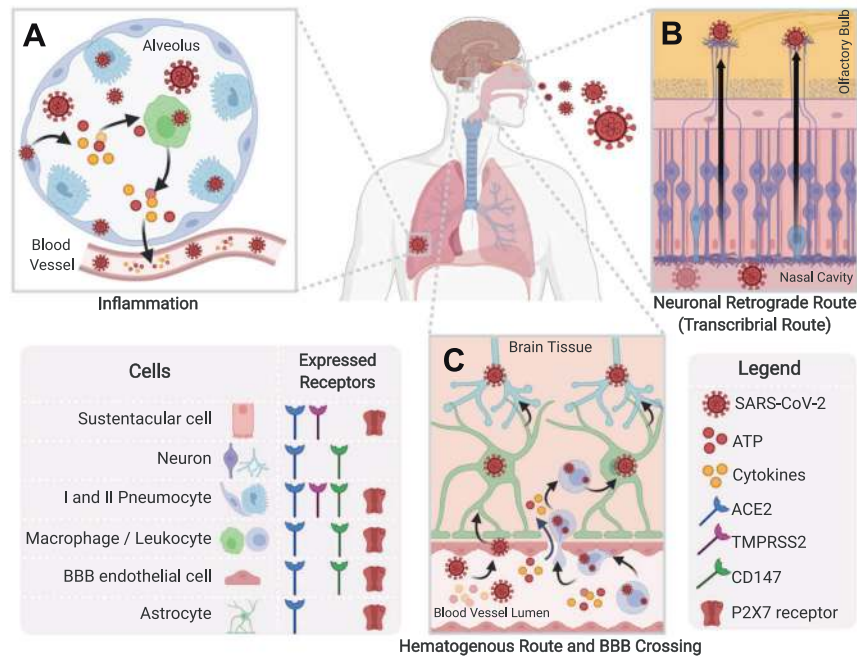 A
Alveolus
Blood
Vessel
Inflammation
B
Olfactory Bulb
Nasal Cavity
Neuronal Retrograde Route
(Transcribrial Route)
Cells
Expressed
Receptors
Sustentacular cell
Neuron
I and II Pneumocyte
Macrophage / Leukocyte
BBB endothelial cell
Astrocyte
C
Brain Tissue
Blood Vessel Lumen
Hematogenous Route and BBB Crossing
Legend
SARS-CoV-2
ATP
Cytokines
ACE2
TMPRSS2
CD147
P2X7 receptor